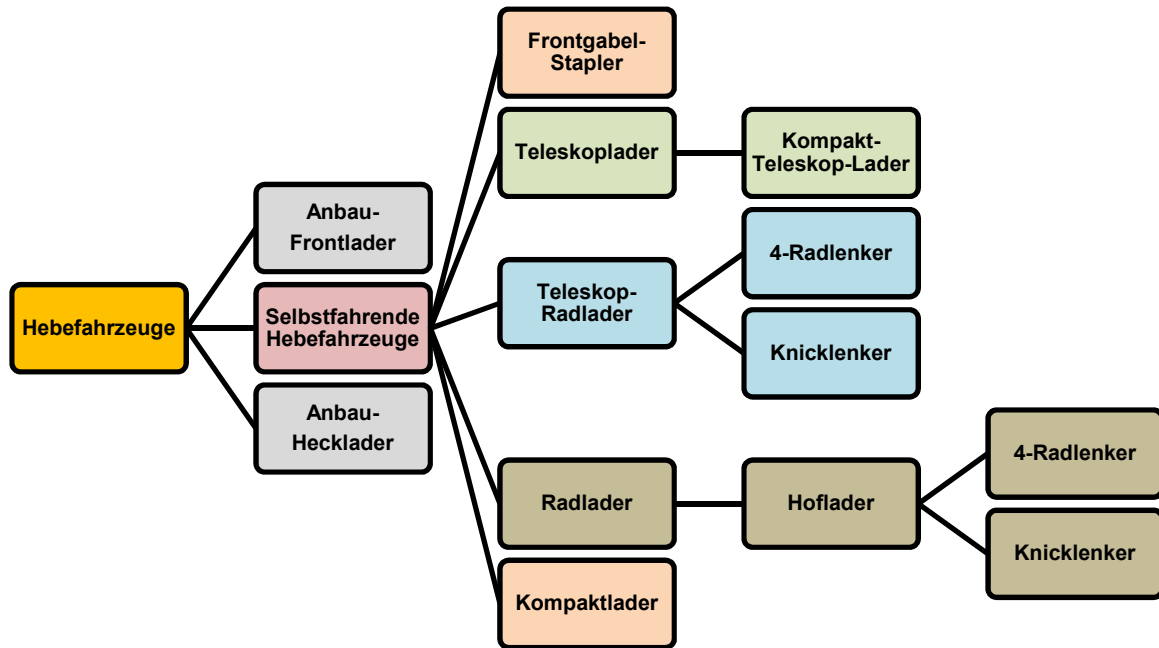 Frontgabel-
Stapler
Teleskoplader
Kompakt-
Teleskop-Lader
Anbau-
Frontlader
4-Radlenker
Hebefahrzeuge
Selbstfahrende
Hebefahrzeuge
Teleskop-
Radlader
Knicklenker
Anbau-
Hecklader
Radlader
Hoflader
4-Radlenker
Knicklenker
Kompaktlader